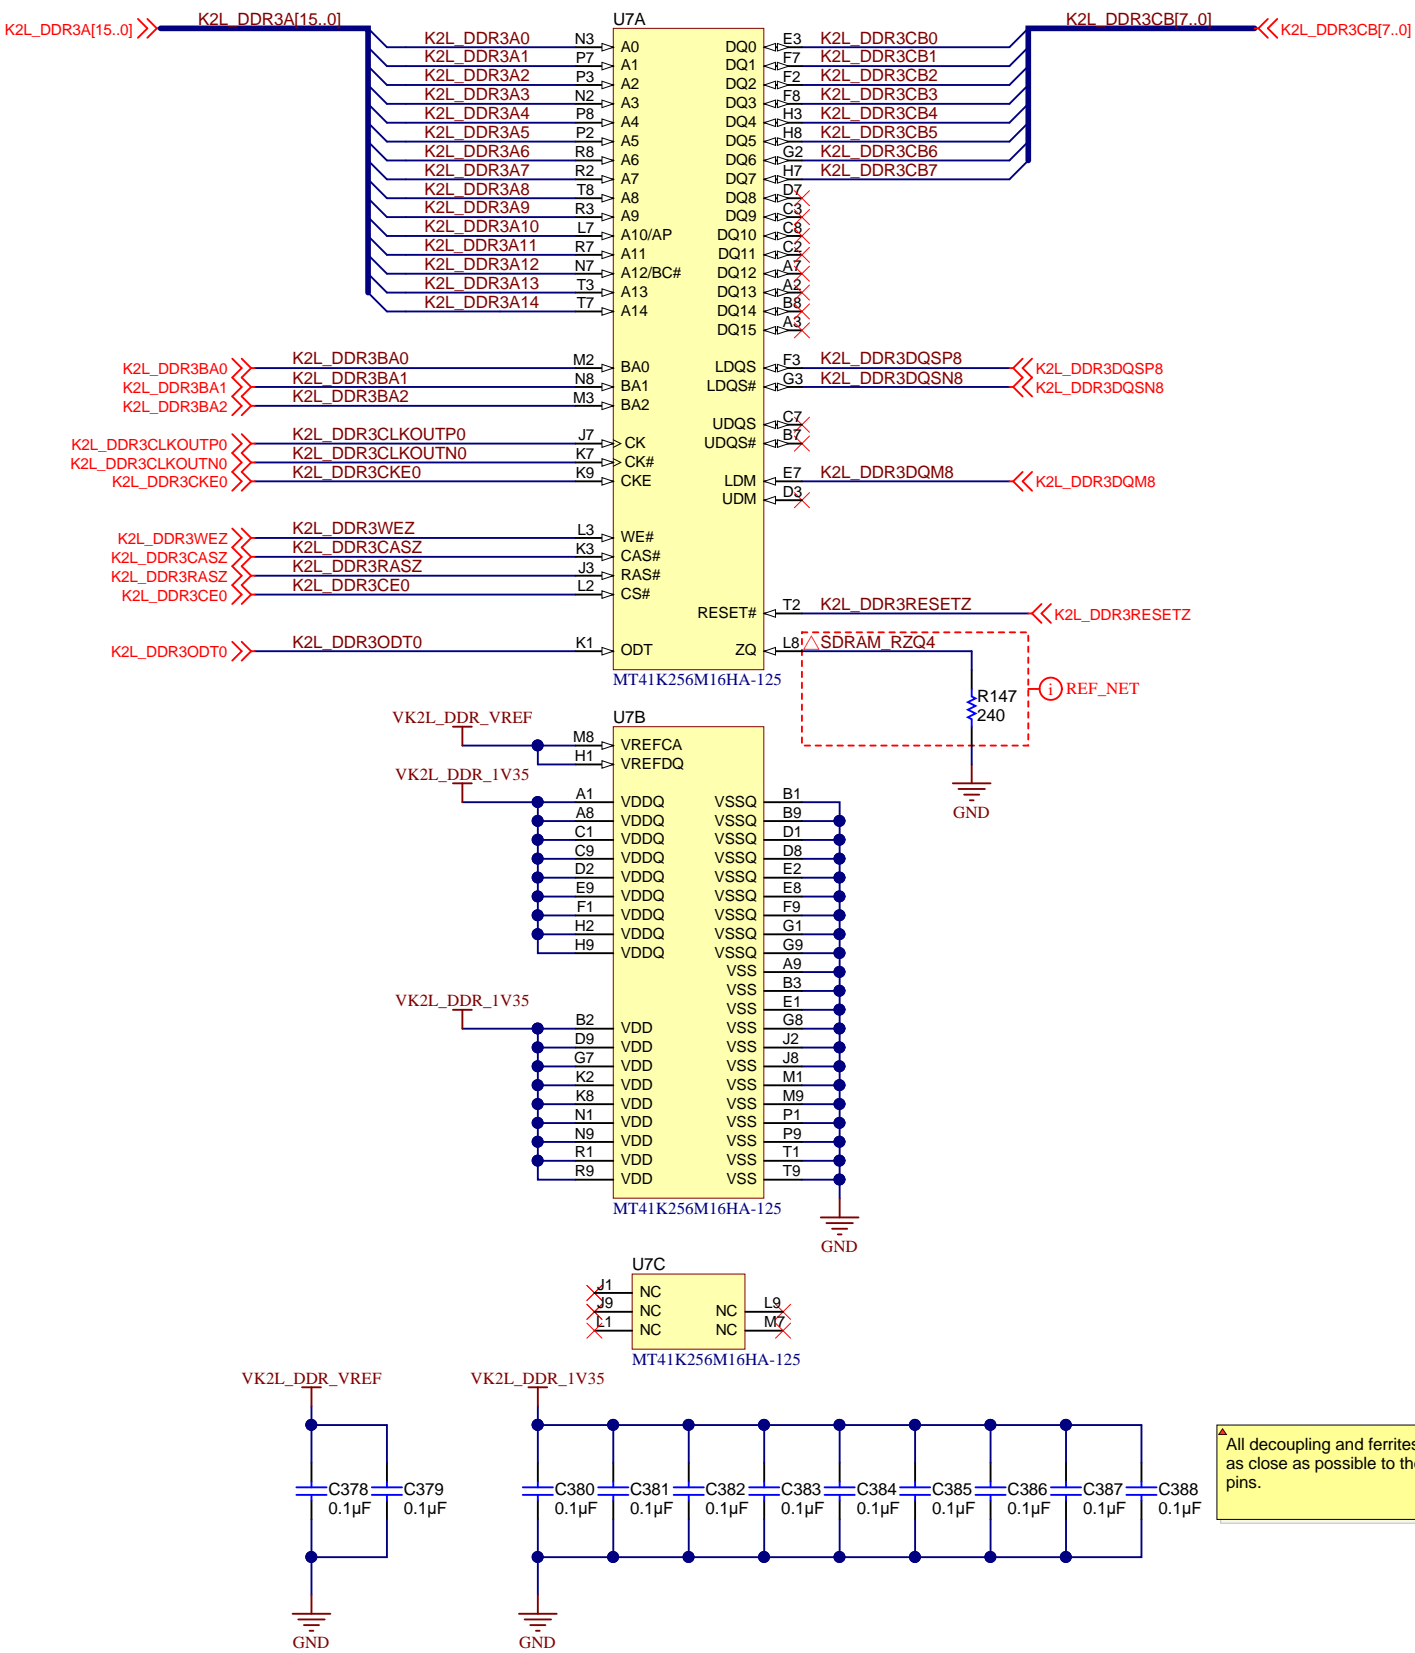 K2L_DDR3A[15..0] K2L_DDR3A[15..0] U7A K2L_DDR3CB[7..0] K2L_DDR3CB[7..0]
K2L_DDR3A0 N3 A0 DQ0 E3 K2L_DDR3CB0
K2L_DDR3A1 P7 A1 DQ1 F7 K2L_DDR3CB1
K2L_DDR3A2 P3 A2 DQ2 F2 K2L_DDR3CB2
K2L_DDR3A3 N2 A3 DQ3 F8 K2L_DDR3CB3
K2L_DDR3A4 P8 A4 DQ4 H3 K2L_DDR3CB4
K2L_DDR3A5 P2 A5 DQ5 H8 K2L_DDR3CB5
K2L_DDR3A6 R8 A6 DQ6 G2 K2L_DDR3CB6
K2L_DDR3A7 R2 A7 DQ7 H7 K2L_DDR3CB7
K2L_DDR3A8 T8 A8 DQ8 D7
K2L_DDR3A9 R3 A9 DQ9 C3
K2L_DDR3A10 L7 A10/AP DQ10 C8
K2L_DDR3A11 R7 A11 DQ11 C2
K2L_DDR3A12 N7 A12/BC# DQ12 A7
K2L_DDR3A13 T3 A13 DQ13 A2
K2L_DDR3A14 T7 A14 DQ14 B8
DQ15 A3
K2L_DDR3BA0 K2L_DDR3BA0 M2 BA0 LDQS F3 K2L_DDR3DQSP8 K2L_DDR3DQSP8
K2L_DDR3BA1 K2L_DDR3BA1 N8 BA1 LDQS# G3 K2L_DDR3DQSN8 K2L_DDR3DQSN8
K2L_DDR3BA2 K2L_DDR3BA2 M3 BA2
UDQS C7
K2L_DDR3CLKOUTP0 K2L_DDR3CLKOUTP0 J7 CK UDQS# B7
K2L_DDR3CLKOUTN0 K2L_DDR3CLKOUTN0 K7 CK#
K2L_DDR3CKE0 K2L_DDR3CKE0 K9 CKE LDM E7 K2L_DDR3DQM8 K2L_DDR3DQM8
UDM D3
K2L_DDR3WEZ K2L_DDR3WEZ L3 WE#
K2L_DDR3CASZ K2L_DDR3CASZ K3 CAS#
K2L_DDR3RASZ K2L_DDR3RASZ J3 RAS#
K2L_DDR3CE0 K2L_DDR3CE0 L2 CS#
RESET# T2 K2L_DDR3RESETZ K2L_DDR3RESETZ
K2L_DDR3ODT0 K2L_DDR3ODT0 K1 ODT ZQ L8 SDRAM_RZQ4
MT41K256M16HA-125
R147
240
i REF_NET
GND
VK2L_DDR_VREF U7B
M8 VREFCA
H1 VREFDQ
VK2L_DDR_1V35
A1 VDDQ VSSQ B1
A8 VDDQ VSSQ B9
C1 VDDQ VSSQ D1
C9 VDDQ VSSQ D8
D2 VDDQ VSSQ E2
E9 VDDQ VSSQ E8
F1 VDDQ VSSQ F9
H2 VDDQ VSSQ G1
H9 VDDQ VSSQ G9
VSS A9
VSS B3
VK2L_DDR_1V35 VSS E1
B2 VDD VSS G8
D9 VDD VSS J2
G7 VDD VSS J8
K2 VDD VSS M1
K8 VDD VSS M9
N1 VDD VSS P1
N9 VDD VSS P9
R1 VDD VSS T1
R9 VDD VSS T9
MT41K256M16HA-125
GND
U7C
J1 NC
J9 NC NC L9
L1 NC NC M7
MT41K256M16HA-125
VK2L_DDR_VREF VK2L_DDR_1V35
All decoupling and ferrites
as close as possible to the
pins.
C378 C379 C380 C381 C382 C383 C384 C385 C386 C387 C388
0.1µF 0.1µF 0.1µF 0.1µF 0.1µF 0.1µF 0.1µF 0.1µF 0.1µF 0.1µF 0.1µF
GND GND